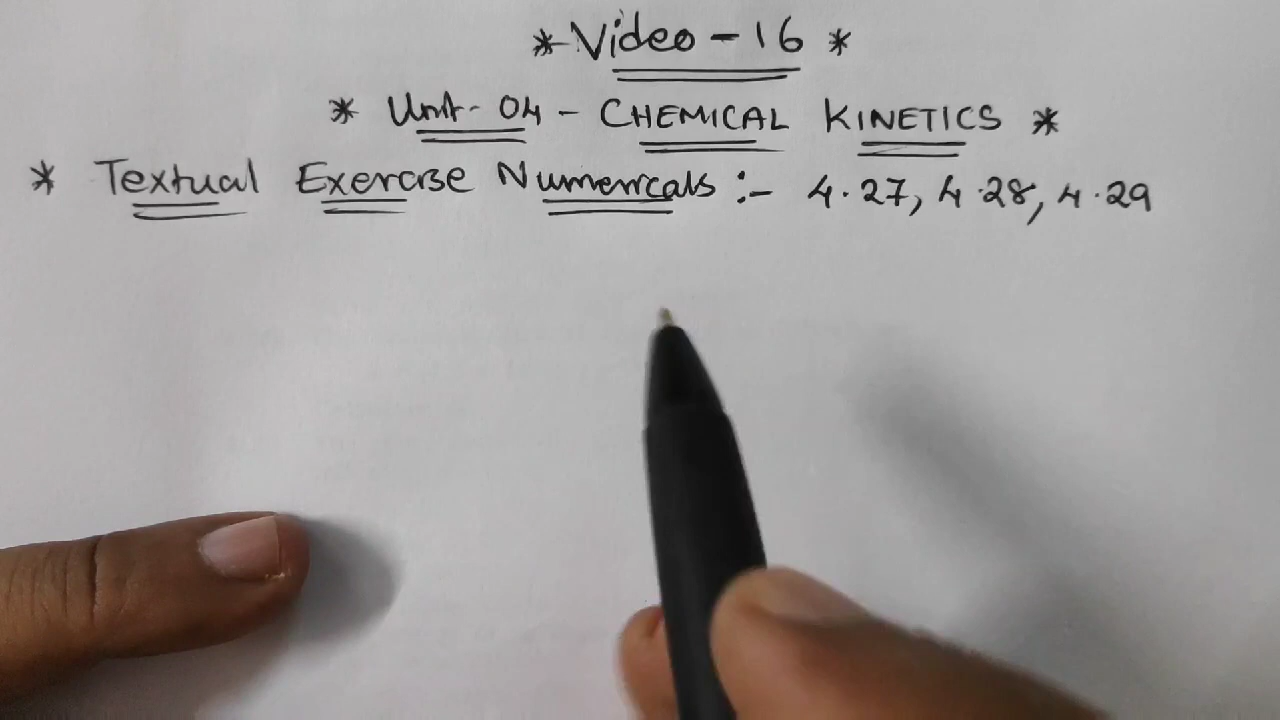 * Video - 16 *
* Unit - 04 - CHEMICAL KINETICS *
* Textual Exercise Numericals :- 4.27, 4.28, 4.29